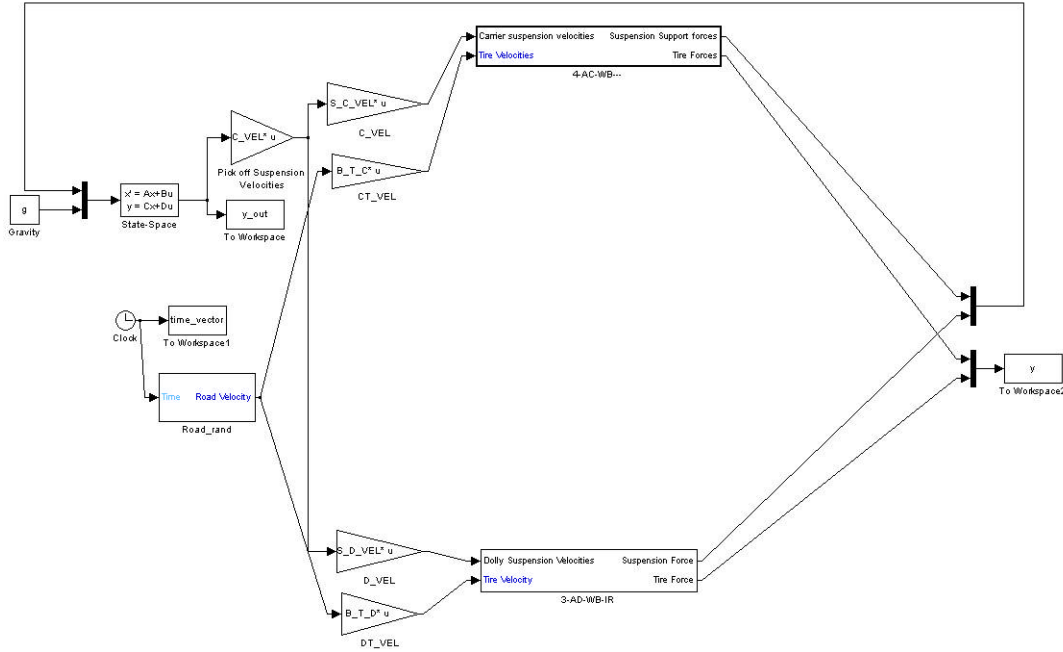 Carrier suspension velocities
Suspension Support forces
Tire Velocities
Tire Forces
4-AC-WB-··
S_C_VEL* u
C_VEL
C_VEL* u
Pick off Suspension
Velocities
B_T_C* u
CT_VEL
g
Gravity
x' = Ax+Bu
y = Cx+Du
State-Space
y_out
To Workspace
Clock
time_vector
To Workspace1
Time
Road Velocity
Road_rand
y
To Workspace2
S_D_VEL* u
D_VEL
Dolly Suspension Velocities
Suspension Force
Tire Velocity
Tire Force
3-AD-WB-IR
B_T_D* u
DT_VEL